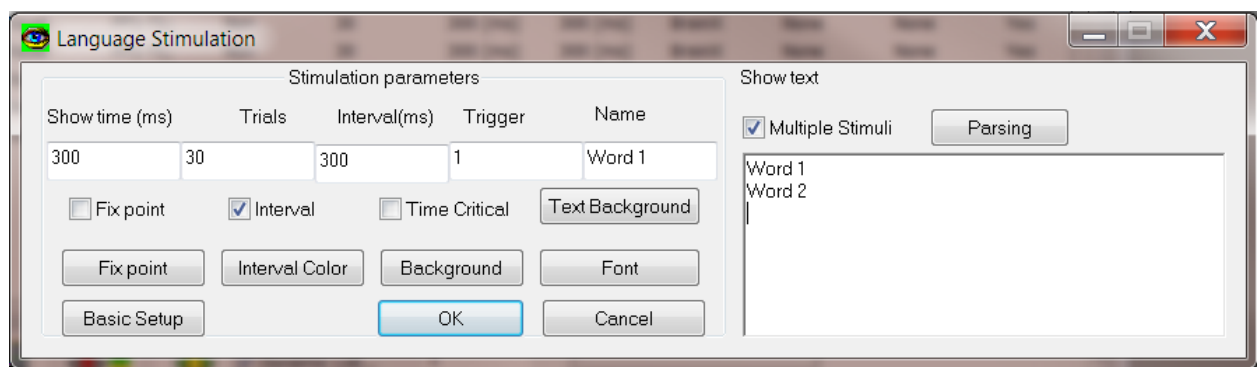 Language Stimulation
Stimulation parameters
Show time (ms) Trials Interval(ms) Trigger Name
300 30 300 1 Word 1
Fix point Interval Time Critical Text Background
Fix point Interval Color Background Font
Basic Setup OK Cancel
Show text
Multiple Stimuli Parsing
Word 1
Word 2